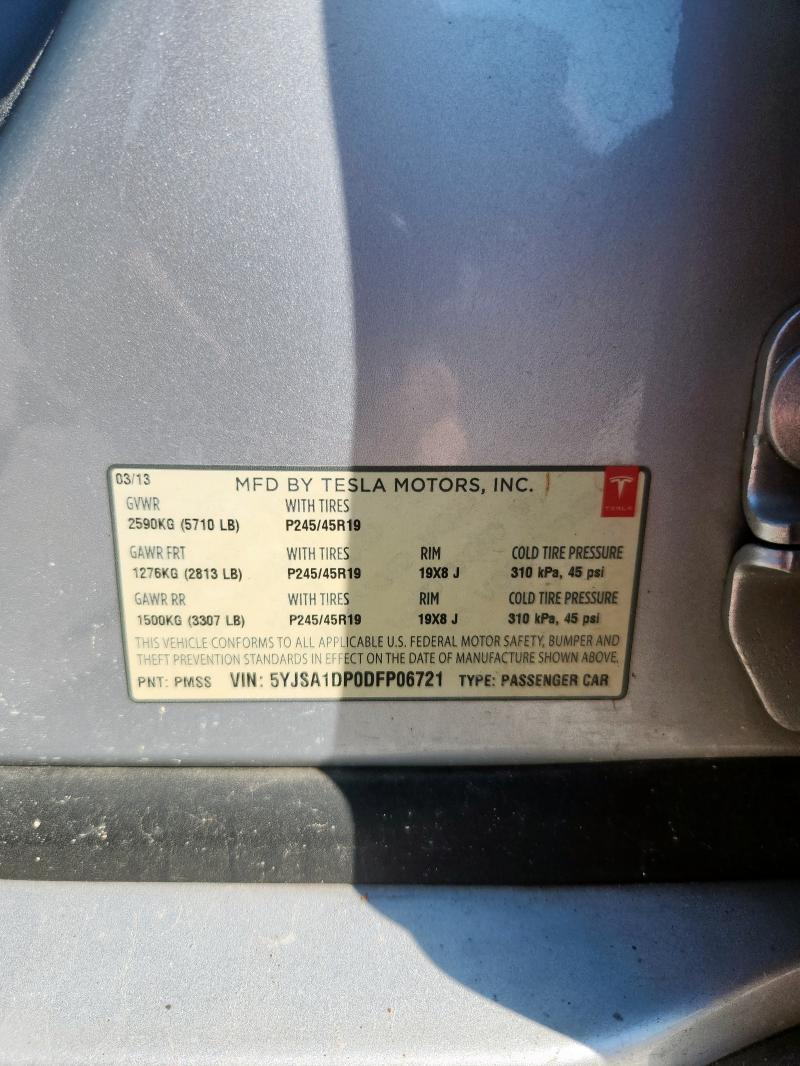 03/13
MFD BY TESLA MOTORS, INC.
TESLA
GVWR WITH TIRES
2590KG (5710 LB) P245/45R19
GAWR FRT WITH TIRES RIM COLD TIRE PRESSURE
1276KG (2813 LB) P245/45R19 19X8 J 310 kPa, 45 psi
GAWR RR WITH TIRES RIM COLD TIRE PRESSURE
1500KG (3307 LB) P245/45R19 19X8 J 310 kPa, 45 psi
THIS VEHICLE CONFORMS TO ALL APPLICABLE U.S. FEDERAL MOTOR SAFETY, BUMPER AND
THEFT PREVENTION STANDARDS IN EFFECT ON THE DATE OF MANUFACTURE SHOWN ABOVE.
PNT: PMSS VIN: 5YJSA1DP0DFP06721 TYPE: PASSENGER CAR